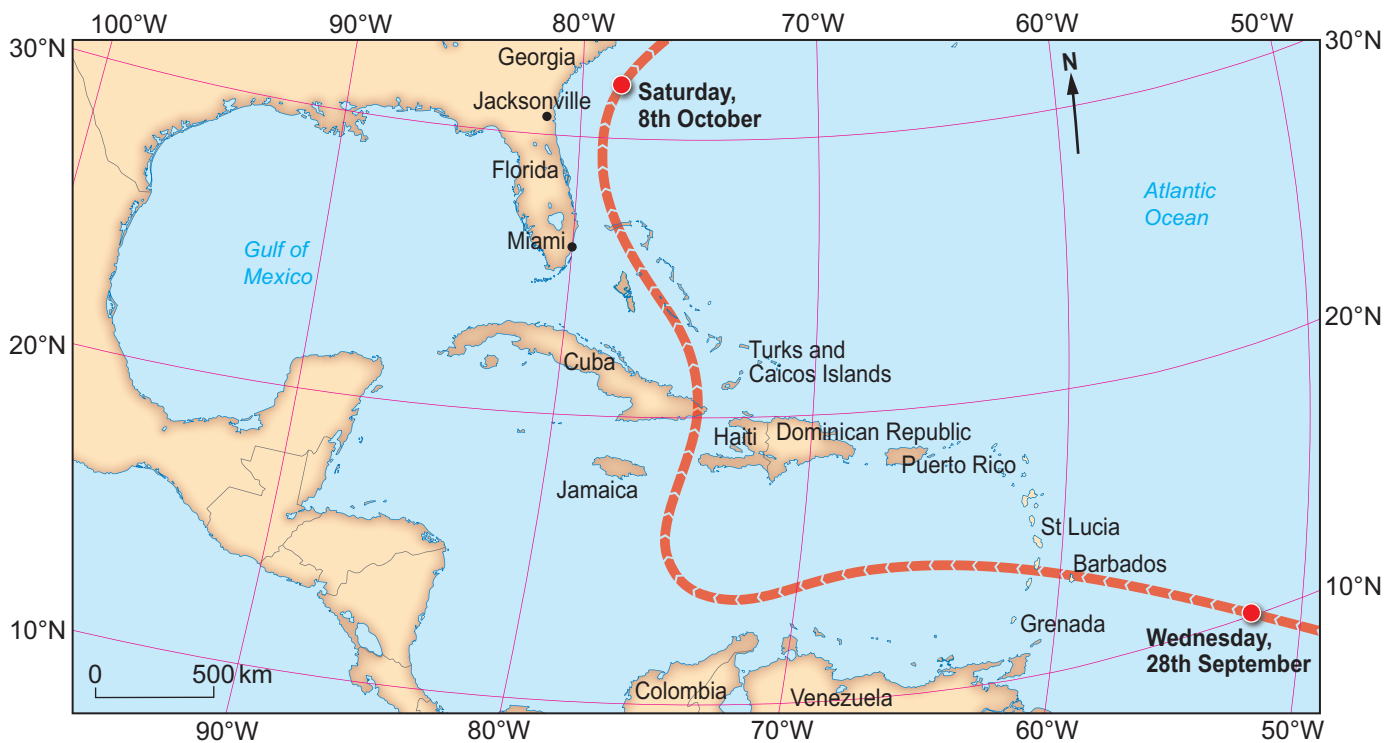 100°W 90°W 80°W 70°W 60°W 50°W
30°N 30°N
Georgia
N
Saturday,
8th October
Jacksonville
Florida
Atlantic
Ocean
Miami
Gulf of
Mexico
20°N
20°N
Cuba
Turks and
Caicos Islands
Haiti
Dominican Republic
Puerto Rico
Jamaica
St Lucia
Barbados
10°N
10°N
Grenada
Wednesday,
28th September
0 500 km
Colombia
Venezuela
90°W 80°W 70°W 60°W 50°W